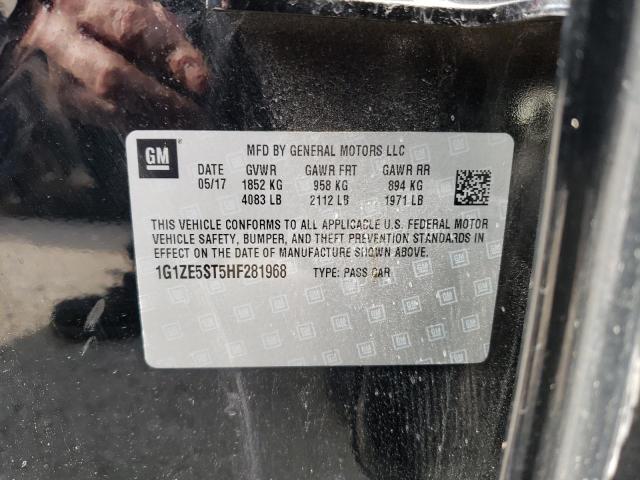 GM
MFD BY GENERAL MOTORS LLC
DATE GVWR GAWR FRT GAWR RR
05/17 1852 KG 958 KG 894 KG
4083 LB 2112 LB 1971 LB
THIS VEHICLE CONFORMS TO ALL APPLICABLE U.S. FEDERAL MOTOR
VEHICLE SAFETY, BUMPER, AND THEFT PREVENTION STANDARDS IN
EFFECT ON THE DATE OF MANUFACTURE SHOWN ABOVE.
1G1ZE5ST5HF281968 TYPE: PASS CAR